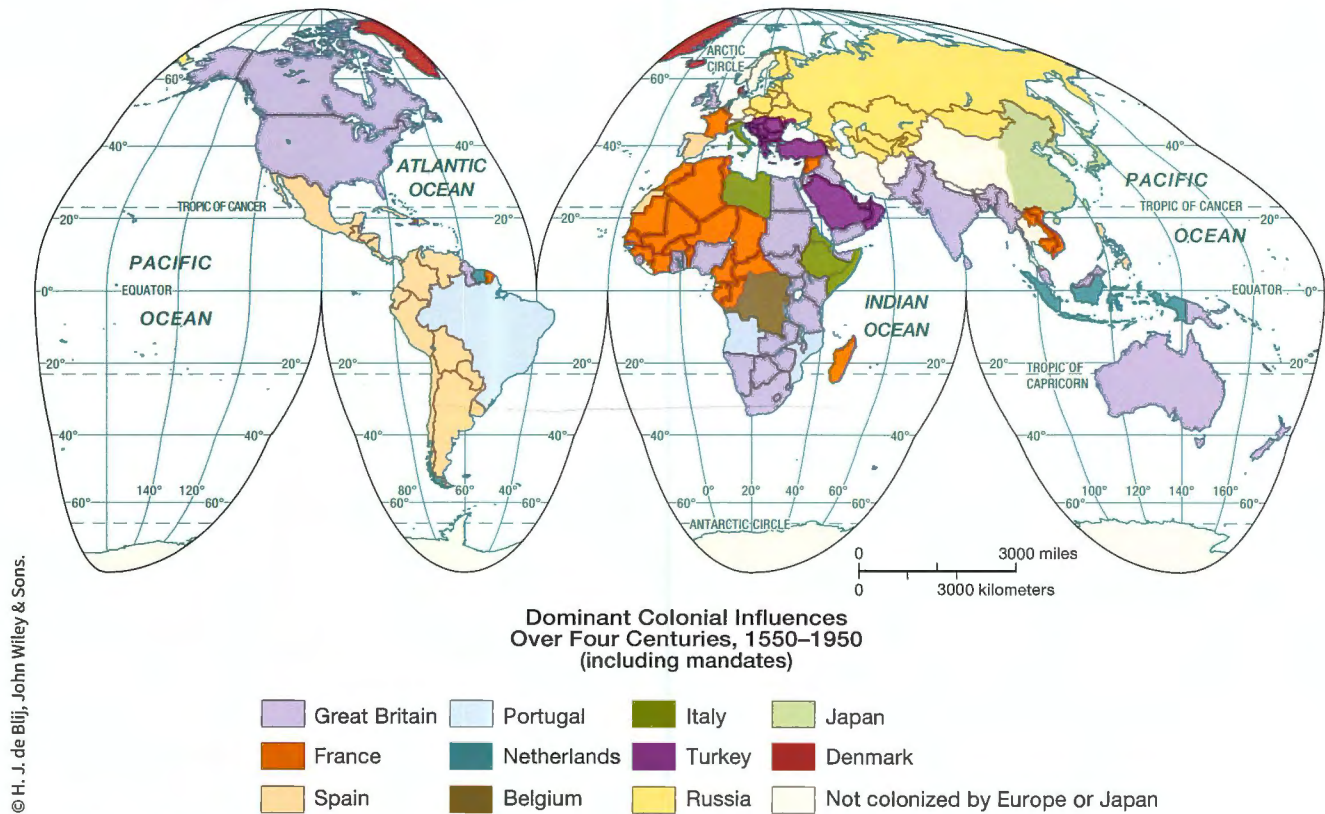 ARCTIC
CIRCLE
60°
60°
60°
40°
ATLANTIC
OCEAN
40°
40°
40°
PACIFIC
OCEAN
TROPIC OF CANCER
TROPIC OF CANCER
20°
20°
20°
20°
20°
PACIFIC
OCEAN
EQUATOR
0°
0°
0°
0°
EQUATOR
INDIAN
OCEAN
20°
20°
20°
20°
20°
TROPIC OF
CAPRICORN
40°
40°
40°
40°
40°
140° 120°
80° 60° 40°
0° 20° 40° 60°
100° 120° 140° 160°
60°
60°
60°
60°
60°
60°
ANTARCTIC CIRCLE
0 3000 miles
0 3000 kilometers
Dominant Colonial Influences
Over Four Centuries, 1550–1950
(including mandates)
Great Britain Portugal Italy Japan
France Netherlands Turkey Denmark
Spain Belgium Russia Not colonized by Europe or Japan
© H. J. de Blij, John Wiley & Sons.